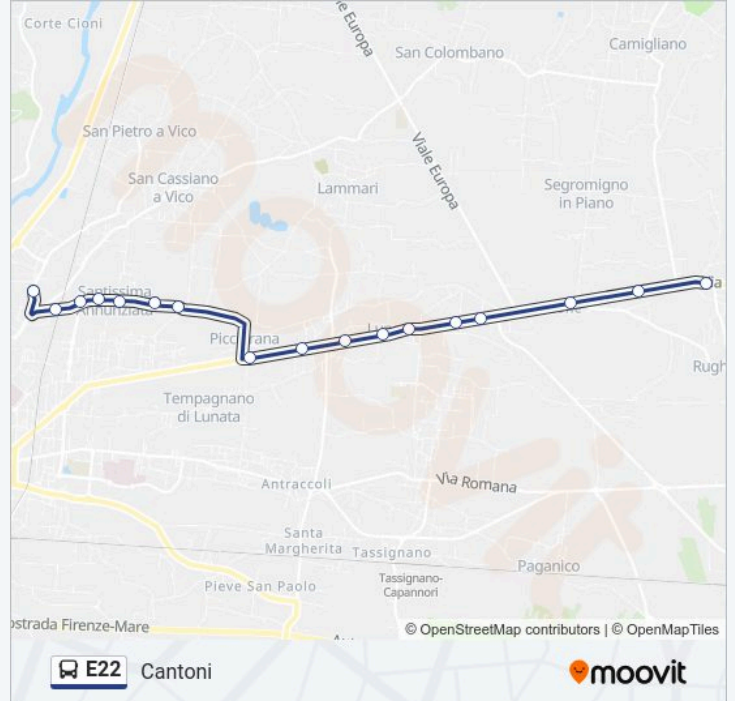 le Europa
Corte Cioni
Camigliano
San Colombano
San Pietro a Vico
Viale Europa
San Cassiano
a Vico
Lammari
Segromigno
in Piano
Santissima
Annunziata
Tempagnano
di Lunata
Rugh
Via Romana
Antraccoli
Santa
Margherita
Tassignano
Paganico
Tassignano-
Capannori
Pieve San Paolo
ostrada Firenze-Mare
© OpenStreetMap contributors | © OpenMapTiles
E22 Cantoni
moovit